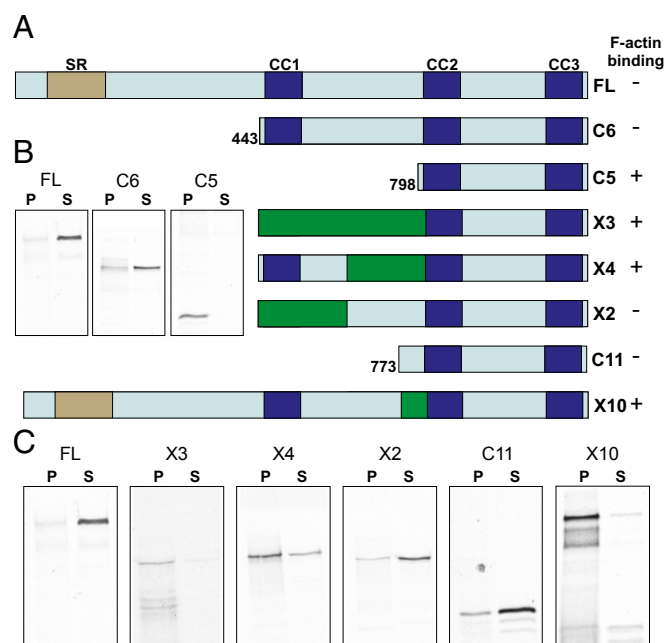 A
F-actin binding
SR CC1 CC2 CC3
FL -
443 C6 -
B
798 C5 +
FL C6 C5
P S P S P S
X3 +
X4 +
X2 -
773 C11 -
X10 +
C
FL X3 X4 X2 C11 X10
P S P S P S P S P S P S